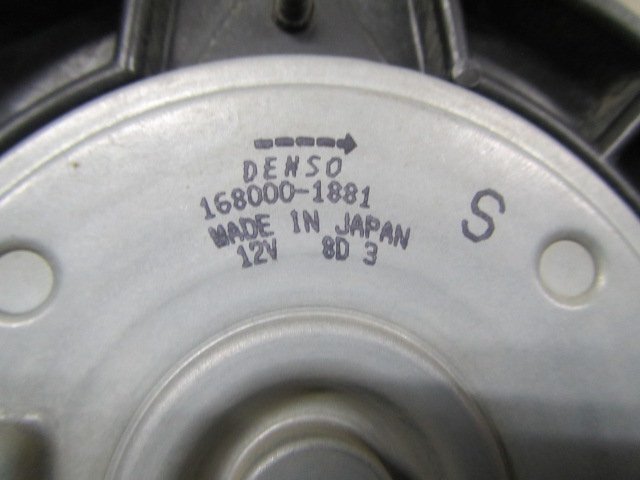 DENSO
168000-1881
MADE IN JAPAN
12V 8D 3
S